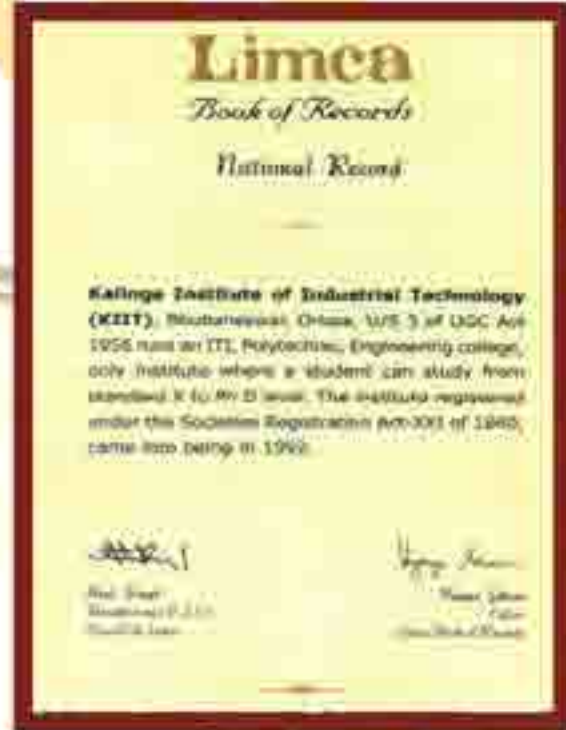 Limca
Book of Records
National Record
Kalinga Institute of Industrial Technology
(KIIT), Bhubaneswar, Orissa, U/S 3 of UGC Act
1956 runs an ITI, Polytechnic, Engineering college,
only institute where a student can study from
standard X to Ph D level. The institute registered
under the Societies Registration Act-XXI of 1860,
came into being in 1992.
Editor